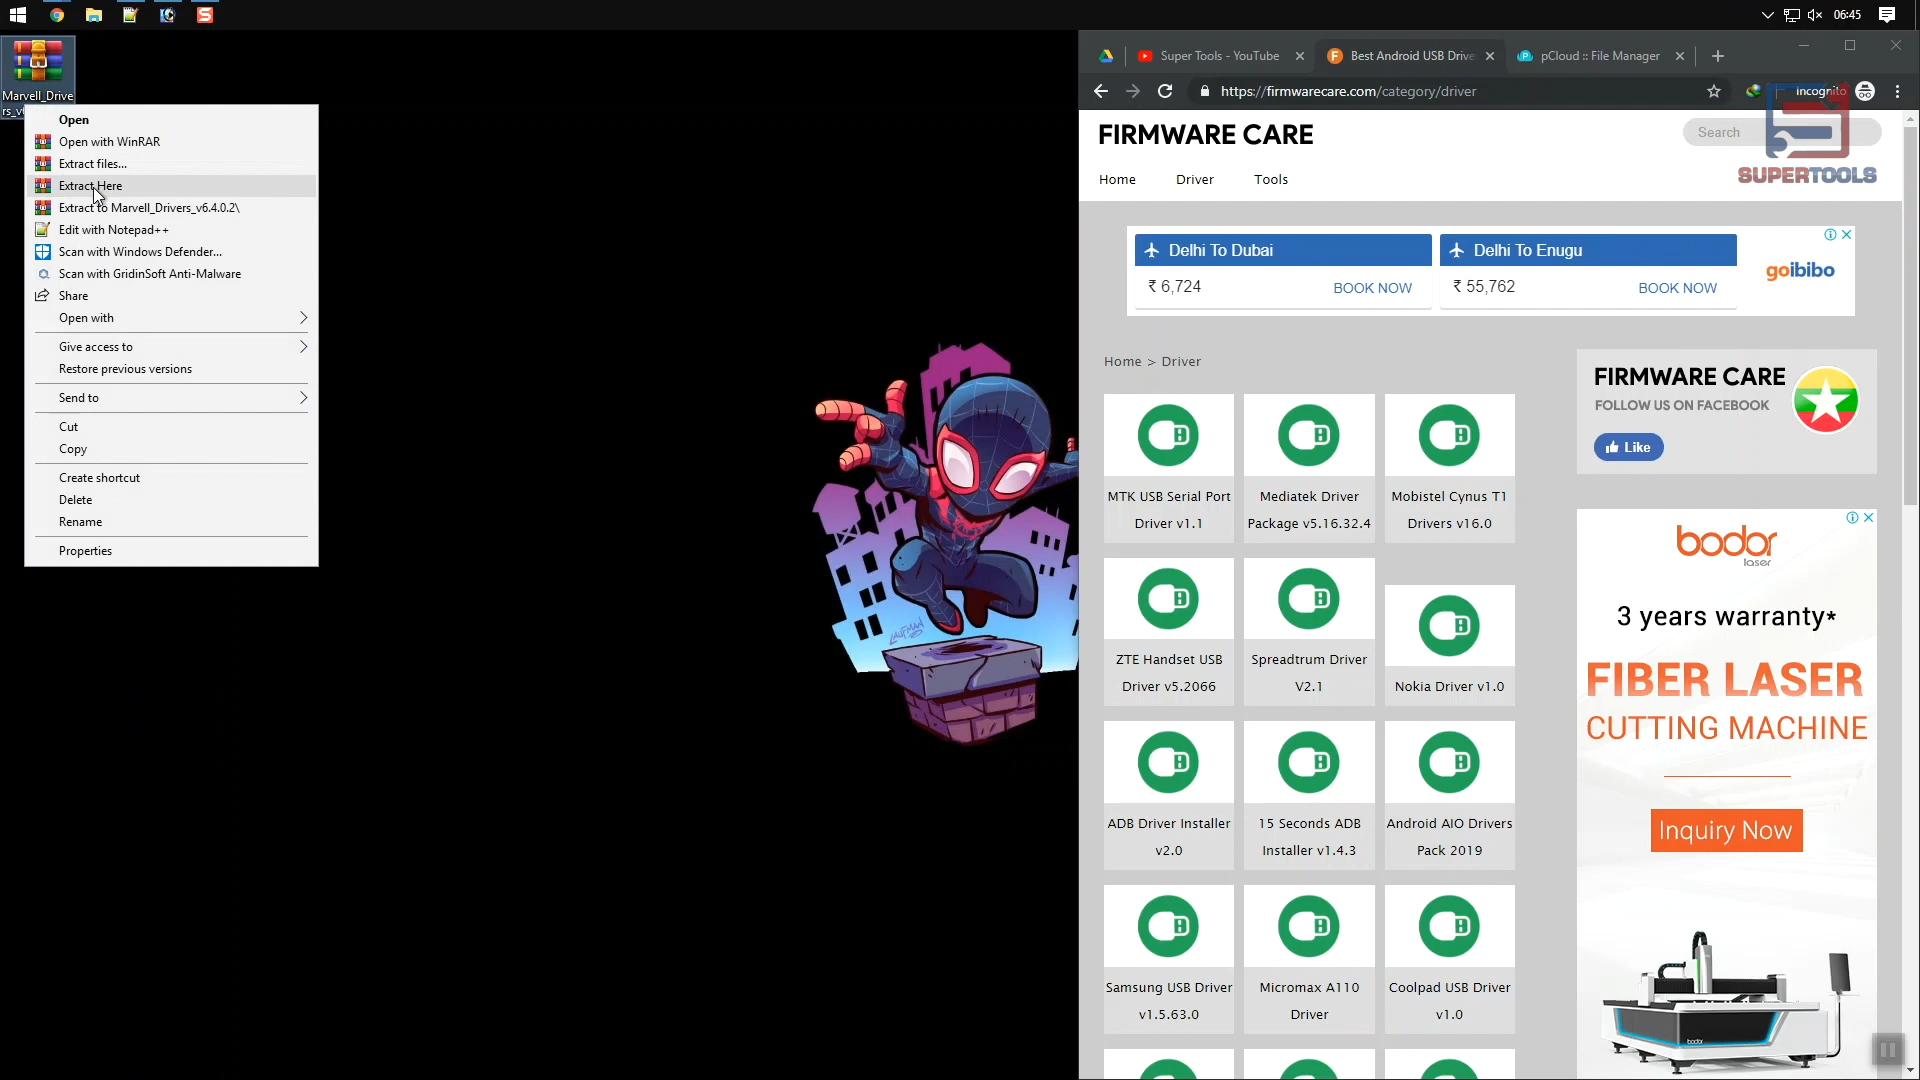 06:45
Marvell_Drive
Open
Open with WinRAR
Extract files...
Extract Here
Extract to Marvell_Drivers_v6.4.0.2\
Edit with Notepad++
Scan with Windows Defender...
Scan with GridinSoft Anti-Malware
Share
Open with
Give access to
Restore previous versions
Send to
Cut
Copy
Create shortcut
Delete
Rename
Properties
LAUFMAN
Super Tools - YouTube
Best Android USB Drive
pCloud :: File Manager
https://firmwarecare.com/category/driver
Incognito
FIRMWARE CARE
Search
SUPERTOOLS
Home Driver Tools
Delhi To Dubai
₹ 6,724 BOOK NOW
Delhi To Enugu
₹ 55,762 BOOK NOW
goibibo
Home > Driver
MTK USB Serial Port
Driver v1.1
Mediatek Driver
Package v5.16.32.4
Mobistel Cynus T1
Drivers v16.0
ZTE Handset USB
Driver v5.2066
Spreadtrum Driver
V2.1
Nokia Driver v1.0
ADB Driver Installer
v2.0
15 Seconds ADB
Installer v1.4.3
Android AIO Drivers
Pack 2019
Samsung USB Driver
v1.5.63.0
Micromax A110
Driver
Coolpad USB Driver
v1.0
FIRMWARE CARE
FOLLOW US ON FACEBOOK
Like
bodor
laser
3 years warranty*
FIBER LASER
CUTTING MACHINE
Inquiry Now
bodor